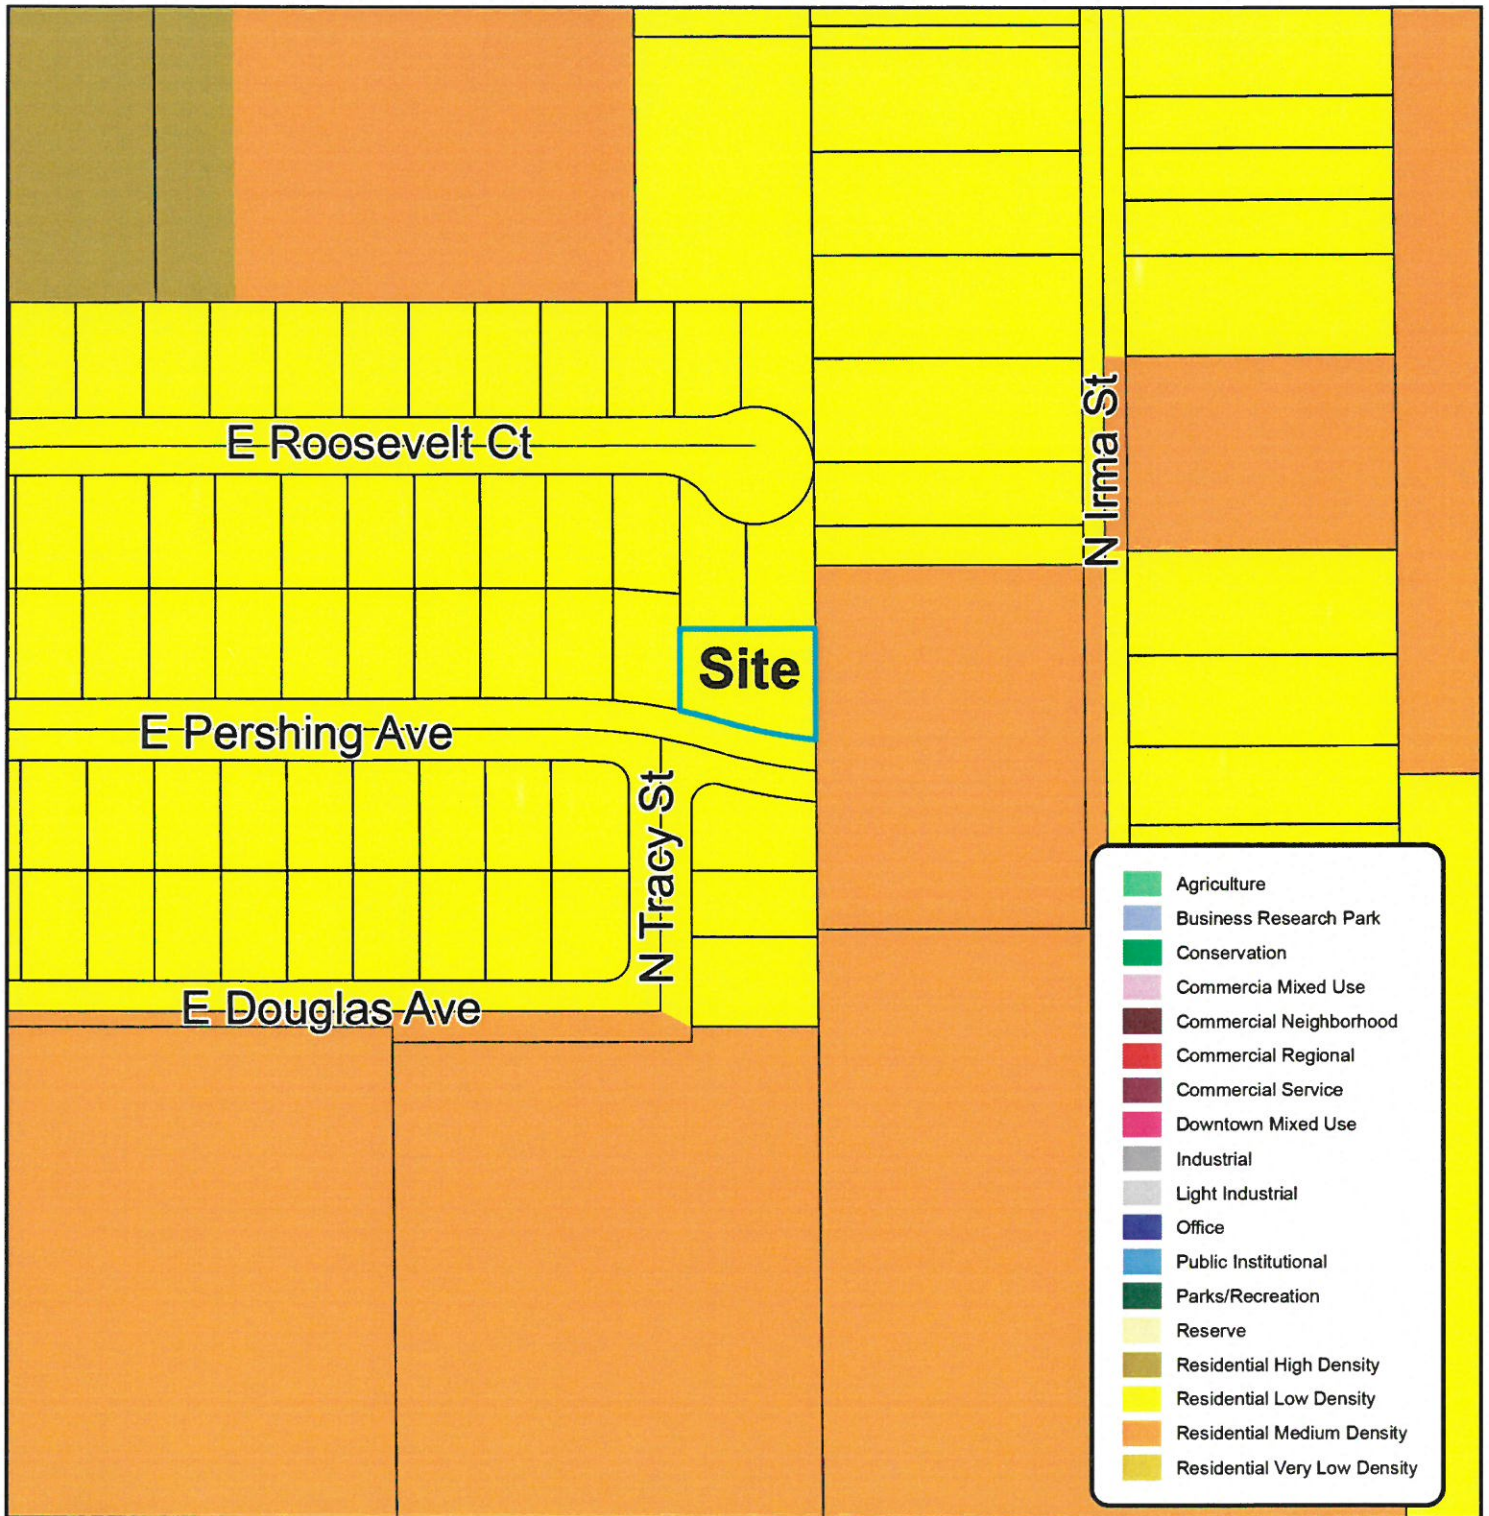 E Roosevelt Ct
N Irma St
Site
E Pershing Ave
N Tracy St
E Douglas Ave
Agriculture
Business Research Park
Conservation
Commercia Mixed Use
Commercial Neighborhood
Commercial Regional
Commercial Service
Downtown Mixed Use
Industrial
Light Industrial
Office
Public Institutional
Parks/Recreation
Reserve
Residential High Density
Residential Low Density
Residential Medium Density
Residential Very Low Density